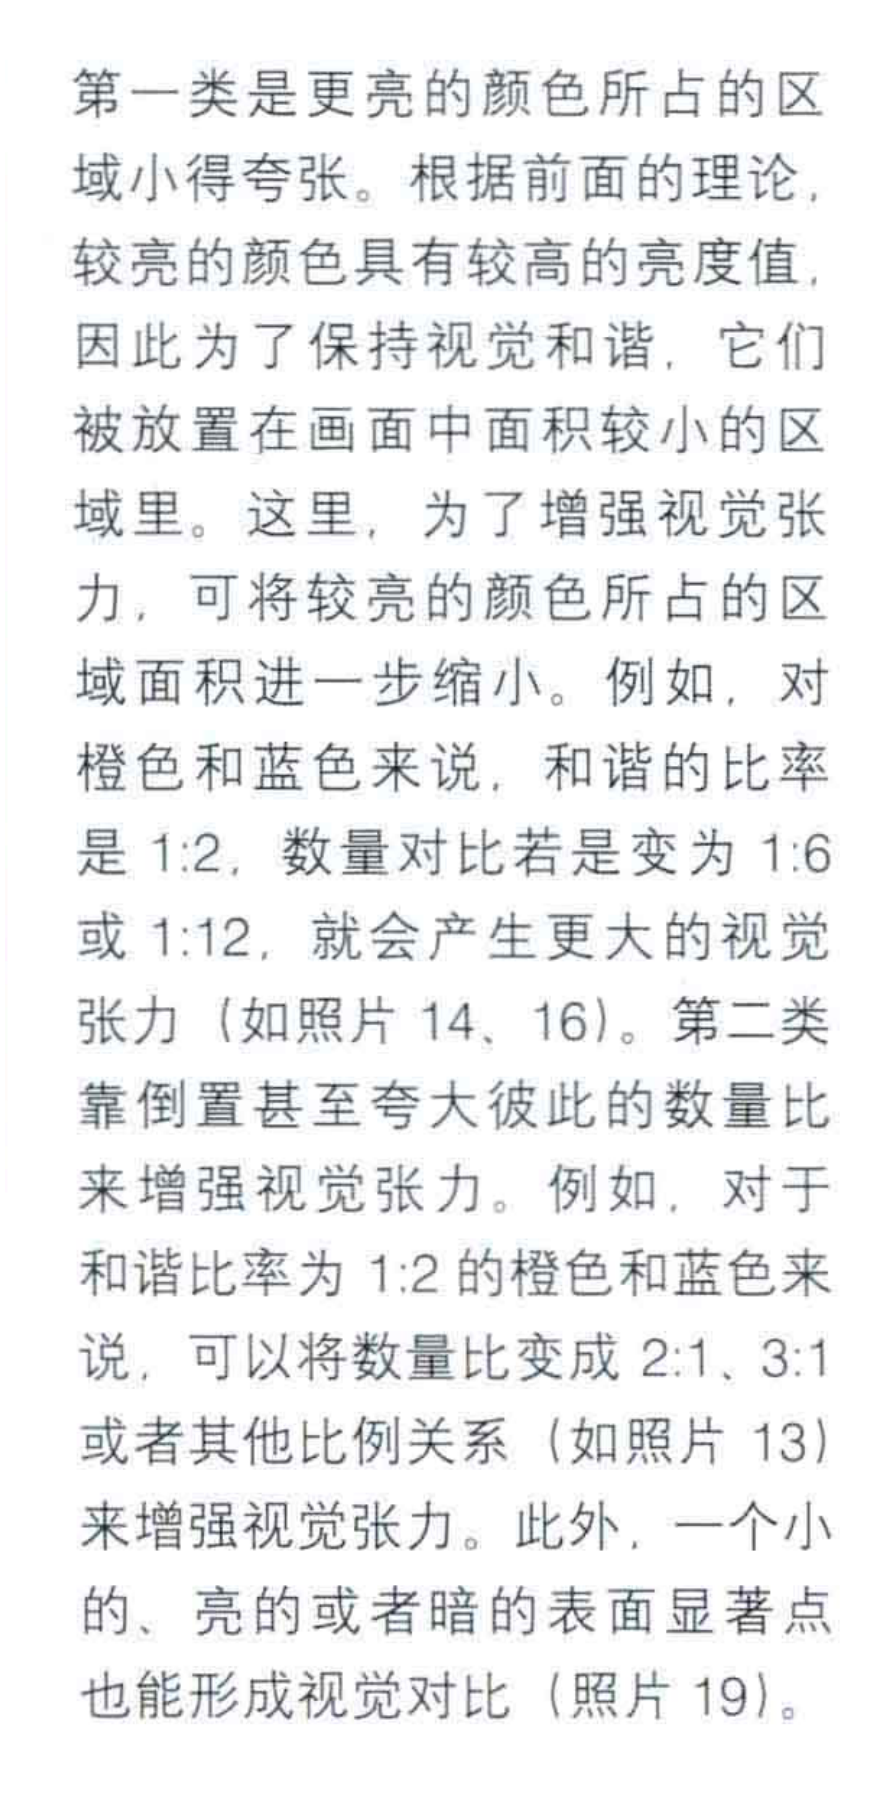 第一类是更亮的颜色所占的区
域小得夸张。根据前面的理论，
较亮的颜色具有较高的亮度值，
因此为了保持视觉和谐，它们
被放置在画面中面积较小的区
域里。这里，为了增强视觉张
力，可将较亮的颜色所占的区
域面积进一步缩小。例如，对
橙色和蓝色来说，和谐的比率
是 1:2，数量对比若是变为 1:6
或 1:12，就会产生更大的视觉
张力（如照片 14、16）。第二类
靠倒置甚至夸大彼此的数量比
来增强视觉张力。例如，对于
和谐比率为 1:2 的橙色和蓝色来
说，可以将数量比变成 2:1、3:1
或者其他比例关系（如照片 13）
来增强视觉张力。此外，一个小
的、亮的或者暗的表面显著点
也能形成视觉对比（照片 19）。